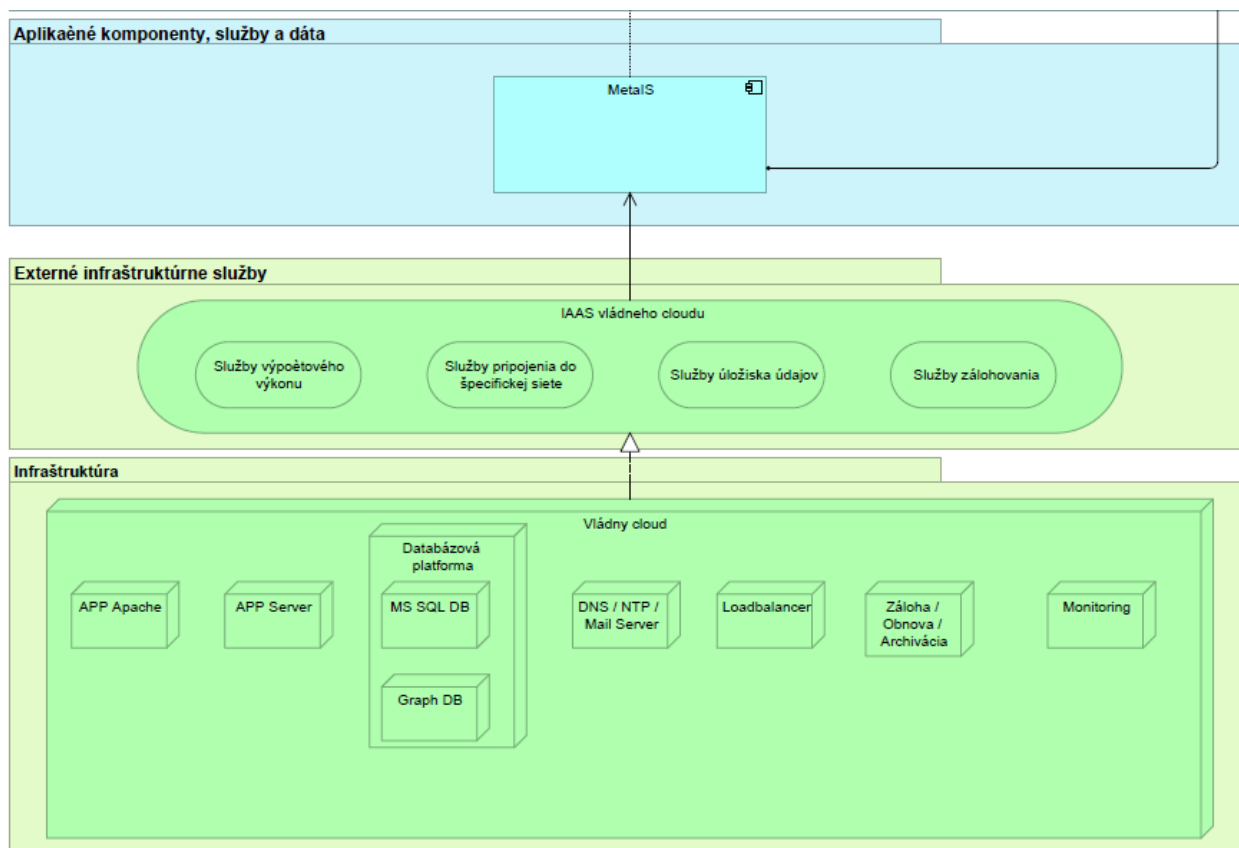 Aplikaèné komponenty, služby a dáta
MetaIS
Externé infraštruktúrne služby
IAAS vládneho cloudu
Služby výpoètového
výkonu
Služby pripojenia do
špecifickej siete
Služby úložiska údajov
Služby zálohovania
Infraštruktúra
Vládny cloud
Databázová
platforma
APP Apache
APP Server
MS SQL DB
DNS / NTP /
Mail Server
Loadbalancer
Záloha /
Obnova /
Archivácia
Monitoring
Graph DB